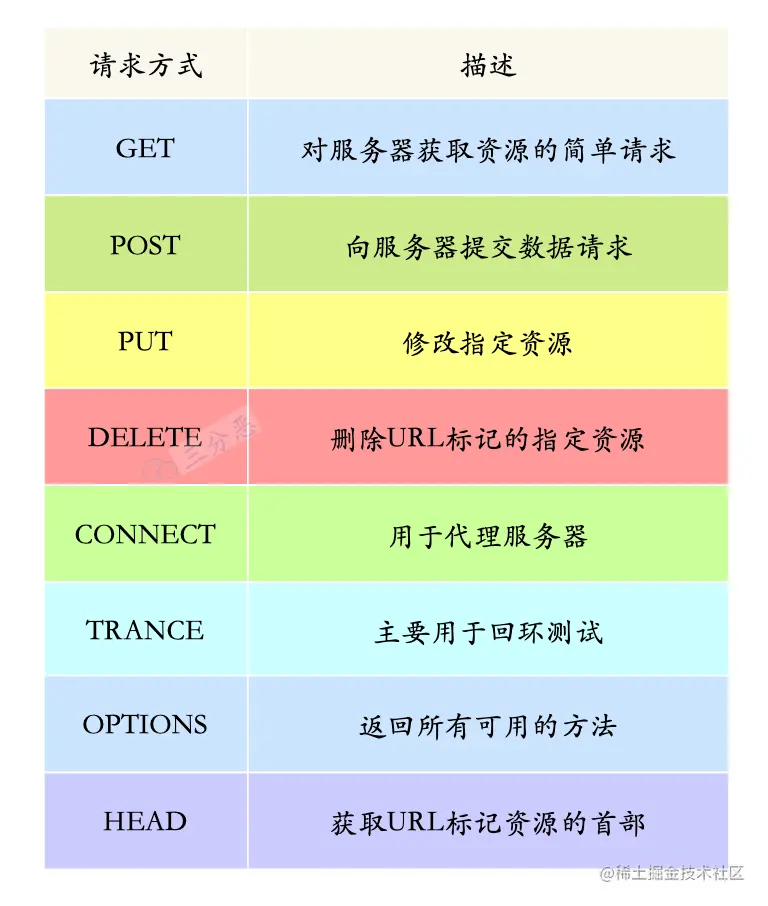 请求方式 描述
GET 对服务器获取资源的简单请求
POST 向服务器提交数据请求
PUT 修改指定资源
DELETE 删除URL标记的指定资源
三分恶
CONNECT 用于代理服务器
TRANCE 主要用于回环测试
OPTIONS 返回所有可用的方法
HEAD 获取URL标记资源的首部
@稀土掘金技术社区